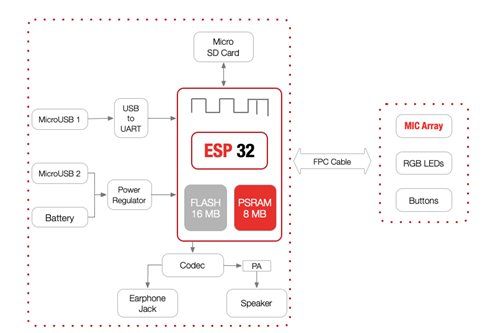 Micro
SD Card
MicroUSB 1
USB
to
UART
ESP 32
MicroUSB 2
Battery
Power
Regulator
FLASH
16 MB
PSRAM
8 MB
FPC Cable
MIC Array
RGB LEDs
Buttons
Codec
PA
Earphone
Jack
Speaker